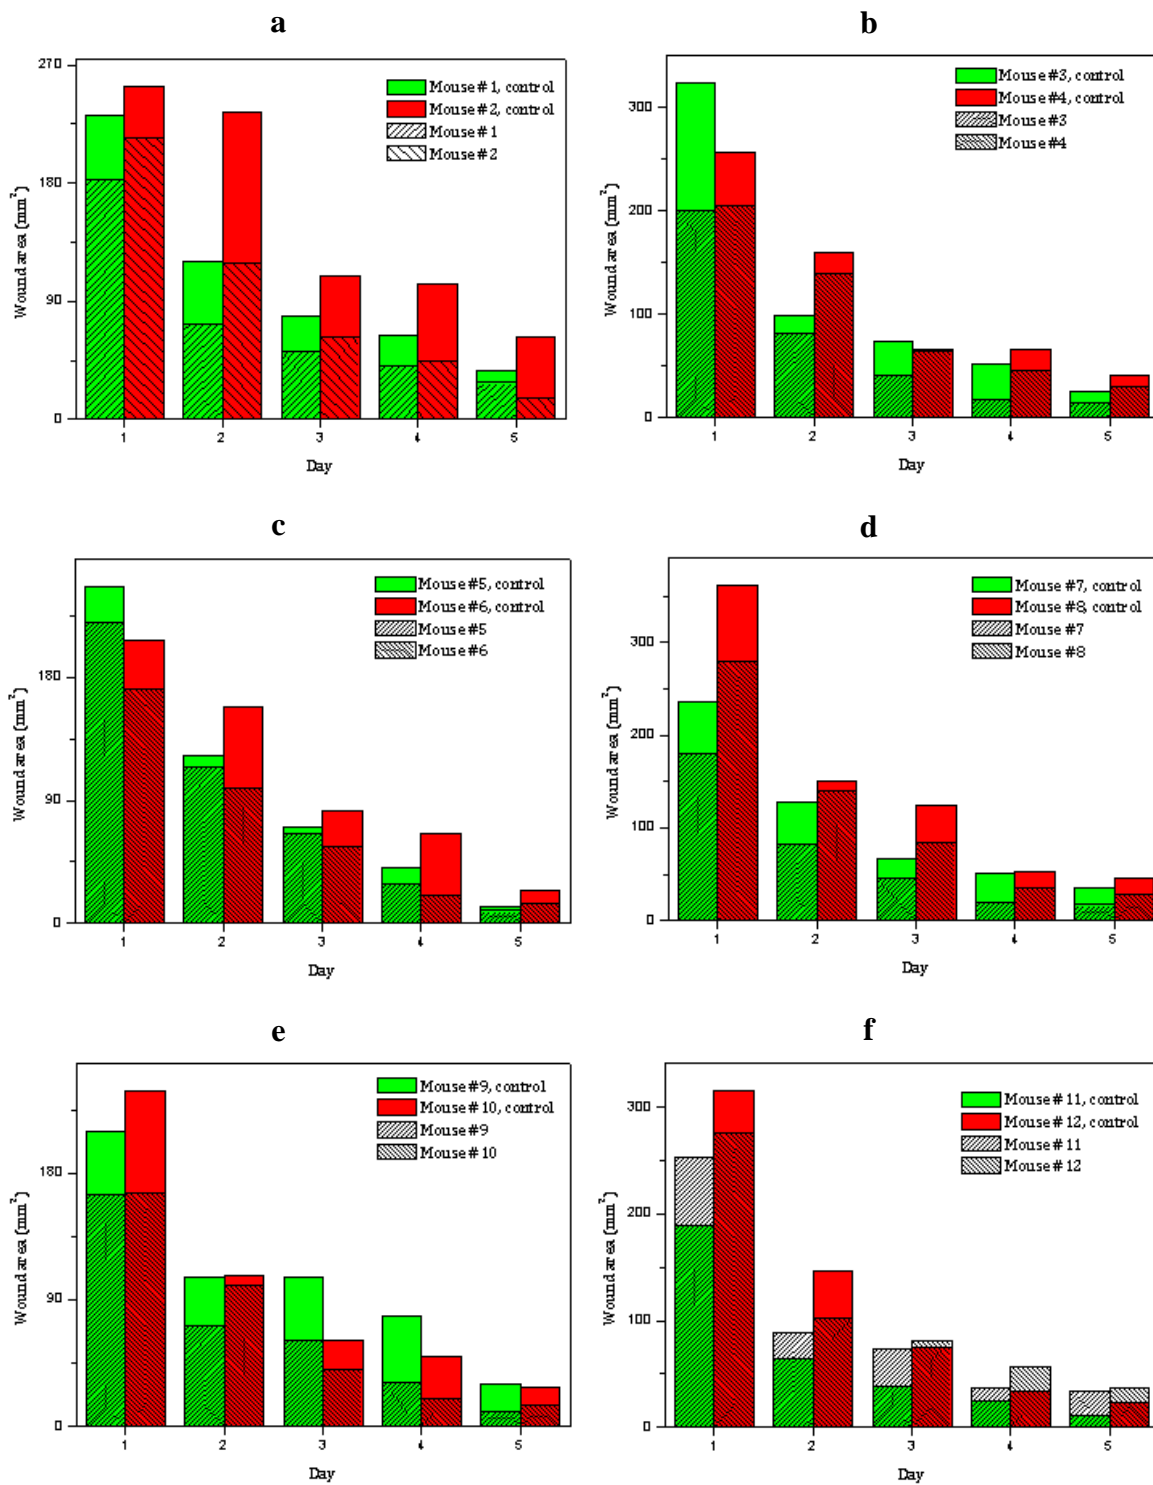 a
270
180
90
0
Wound area (mm²)
1 2 3 4 5
Day
Mouse #1, control
Mouse #2, control
Mouse #1
Mouse #2
b
300
200
100
0
Wound area (mm²)
1 2 3 4 5
Day
Mouse #3, control
Mouse #4, control
Mouse #3
Mouse #4
c
180
90
0
Wound area (mm²)
1 2 3 4 5
Day
Mouse #5, control
Mouse #6, control
Mouse #5
Mouse #6
d
300
200
100
0
Wound area (mm²)
1 2 3 4 5
Day
Mouse #7, control
Mouse #8, control
Mouse #7
Mouse #8
e
180
90
0
Wound area (mm²)
1 2 3 4 5
Day
Mouse #9, control
Mouse #10, control
Mouse #9
Mouse #10
f
300
200
100
0
Wound area (mm²)
1 2 3 4 5
Day
Mouse #11, control
Mouse #12, control
Mouse #11
Mouse #12